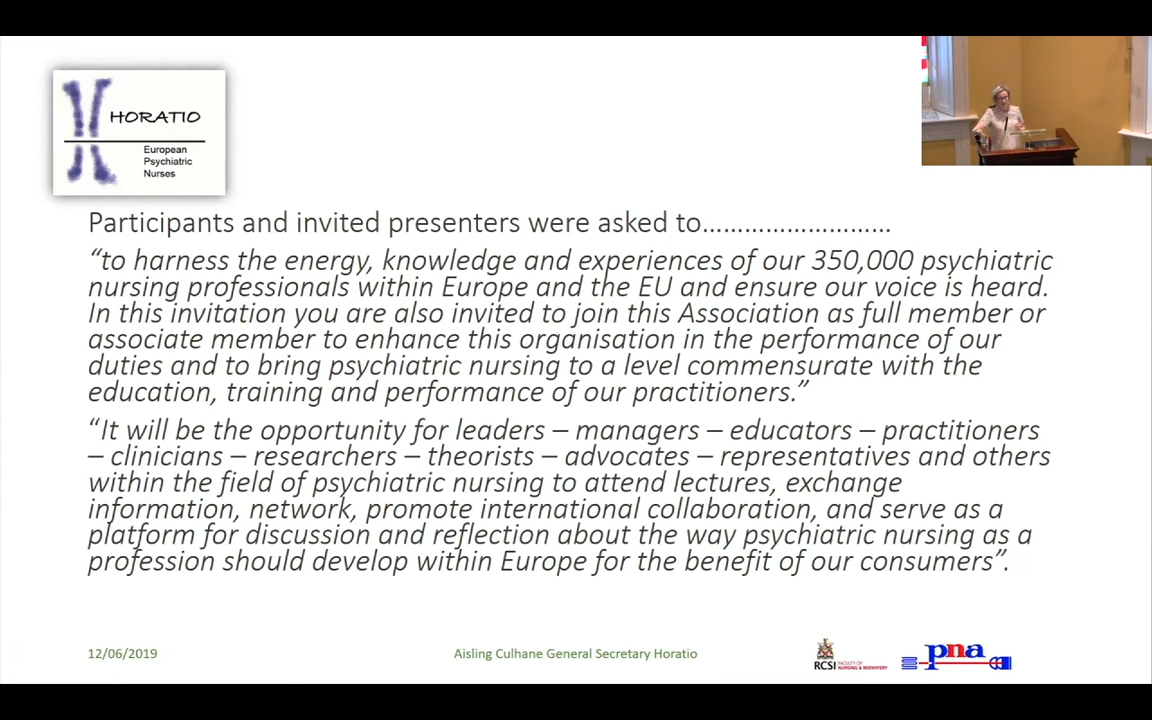 HORATIO
European
Psychiatric
Nurses
Participants and invited presenters were asked to………………………
“to harness the energy, knowledge and experiences of our 350,000 psychiatric
nursing professionals within Europe and the EU and ensure our voice is heard.
In this invitation you are also invited to join this Association as full member or
associate member to enhance this organisation in the performance of our
duties and to bring psychiatric nursing to a level commensurate with the
education, training and performance of our practitioners.”
“It will be the opportunity for leaders – managers – educators – practitioners
– clinicians – researchers – theorists – advocates – representatives and others
within the field of psychiatric nursing to attend lectures, exchange
information, network, promote international collaboration, and serve as a
platform for discussion and reflection about the way psychiatric nursing as a
profession should develop within Europe for the benefit of our consumers”.
12/06/2019
Aisling Culhane General Secretary Horatio
RCSI FACULTY OF
NURSING & MIDWIFERY
pna